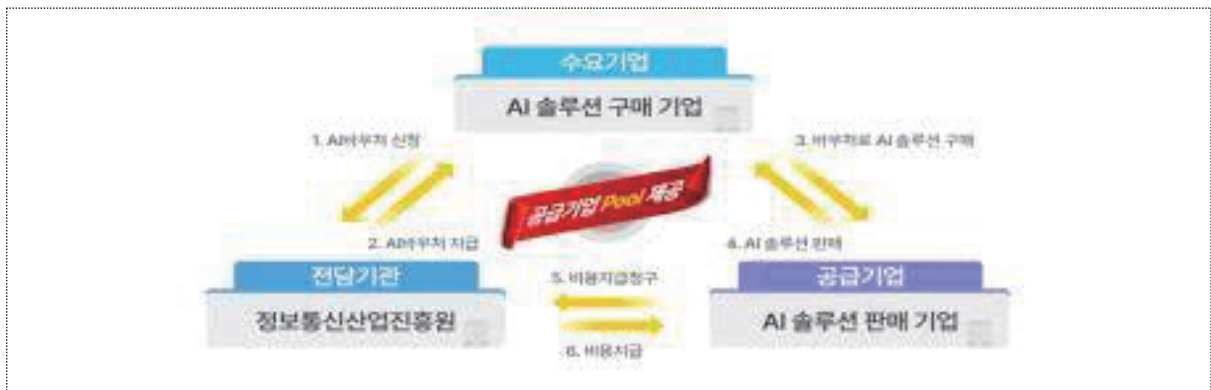 수요기업
AI 솔루션 구매 기업
1. AI바우처 신청
3. 바우처로 AI 솔루션 구매
공급기업 Pool 제공
2. AI바우처 지급
4. AI 솔루션 판매
전담기관
5. 비용지급청구
공급기업
정보통신산업진흥원
AI 솔루션 판매 기업
6. 비용지급